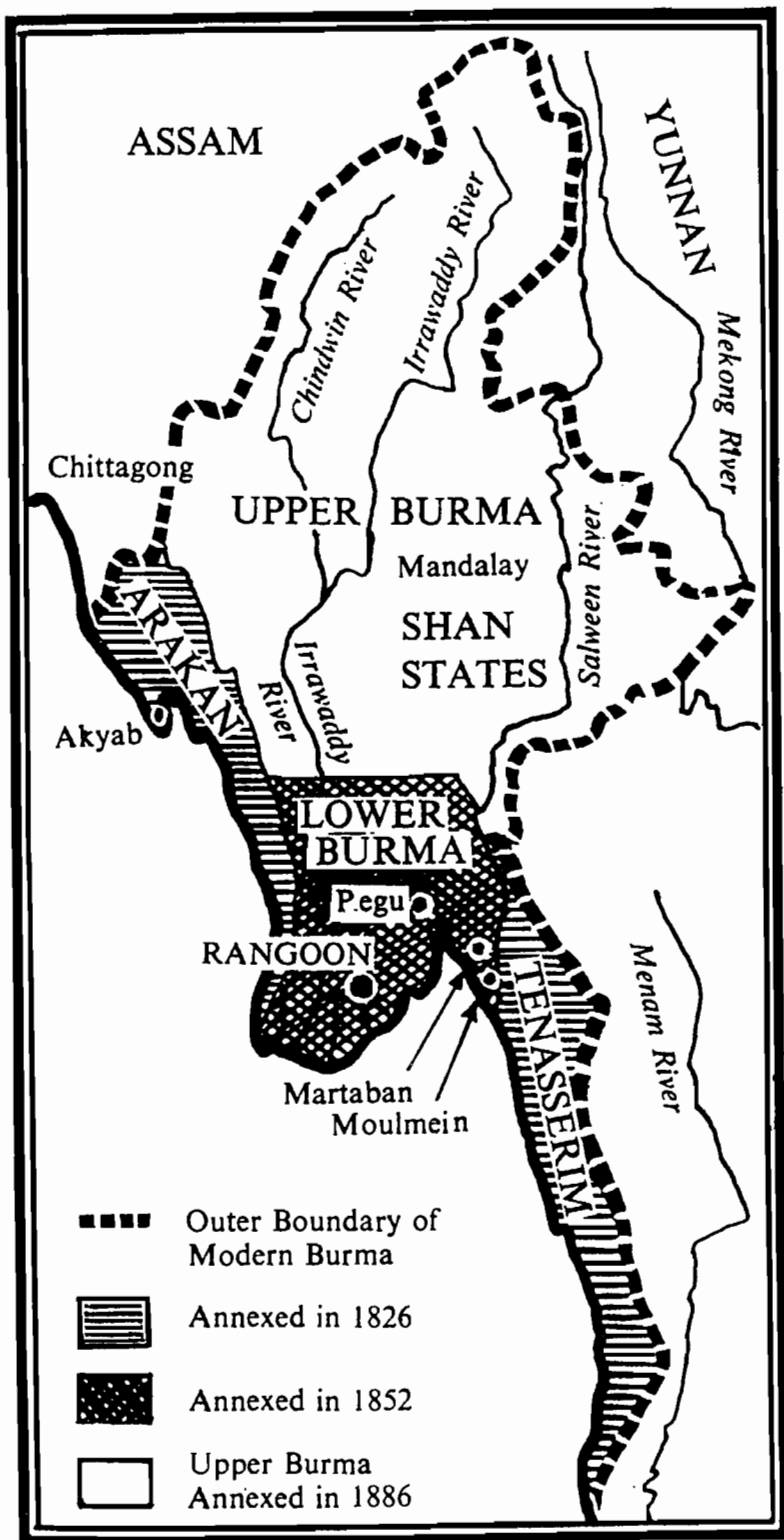 ASSAM
YUNNAN
Chindwin River
Irrawaddy River
Mekong River
Chittagong
UPPER BURMA
Mandalay
SHAN
STATES
Salween River
ARAKAN
Irrawaddy
River
Akyab
LOWER
BURMA
P.egu
RANGOON
TENASSERIM
Menam River
Martaban
Moulmein
Outer Boundary of
Modern Burma
Annexed in 1826
Annexed in 1852
Upper Burma
Annexed in 1886